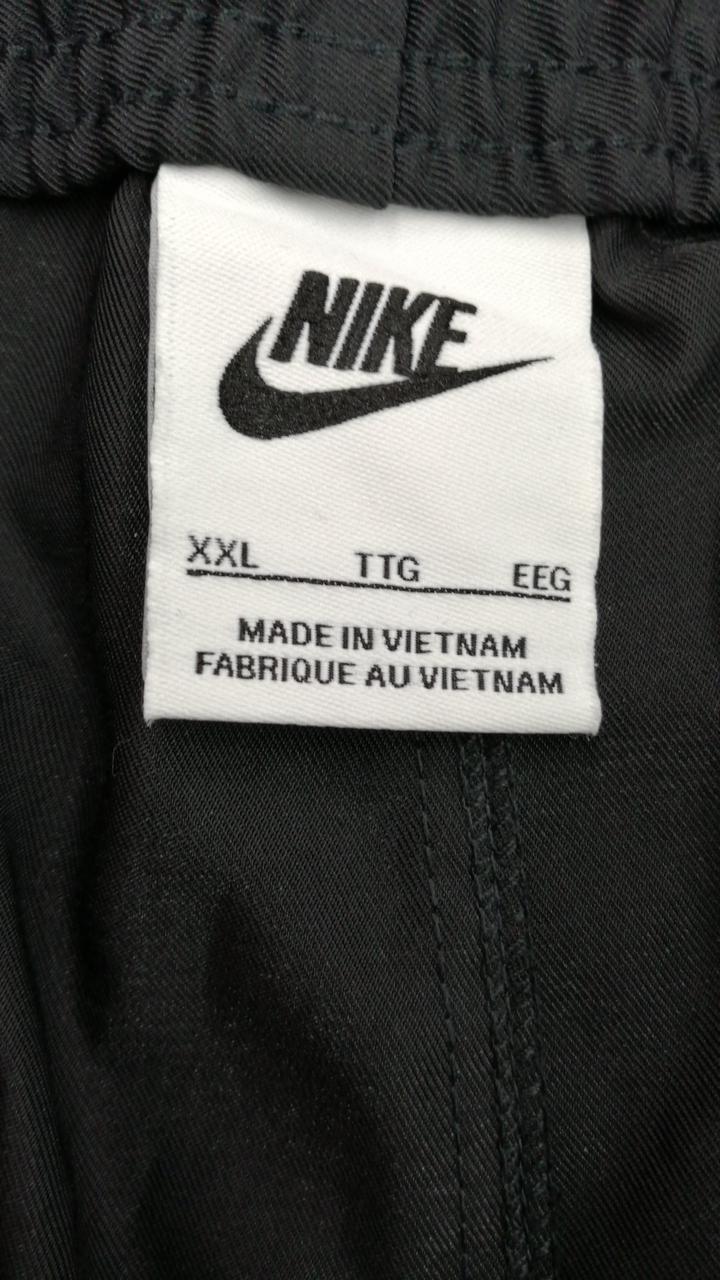 NIKE
XXL TTG EEG
MADE IN VIETNAM
FABRIQUE AU VIETNAM